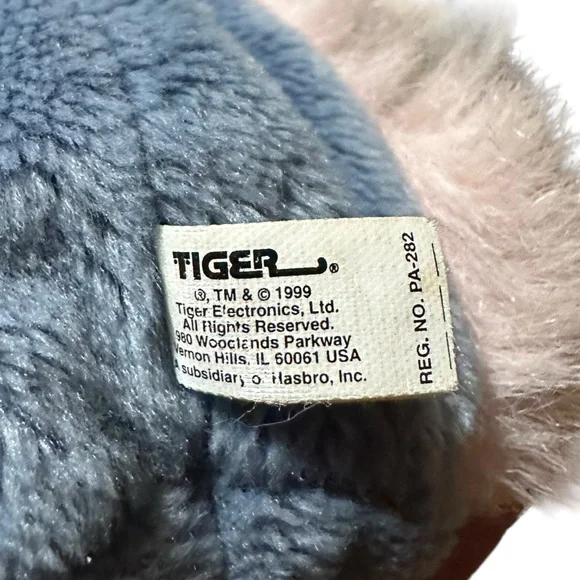 TIGER®
®, TM & © 1999
Tiger Electronics, Ltd.
All Rights Reserved.
980 Woodlands Parkway
Vernon Hills, IL 60061 USA
A subsidiary of Hasbro, Inc.
REG. NO. PA-282